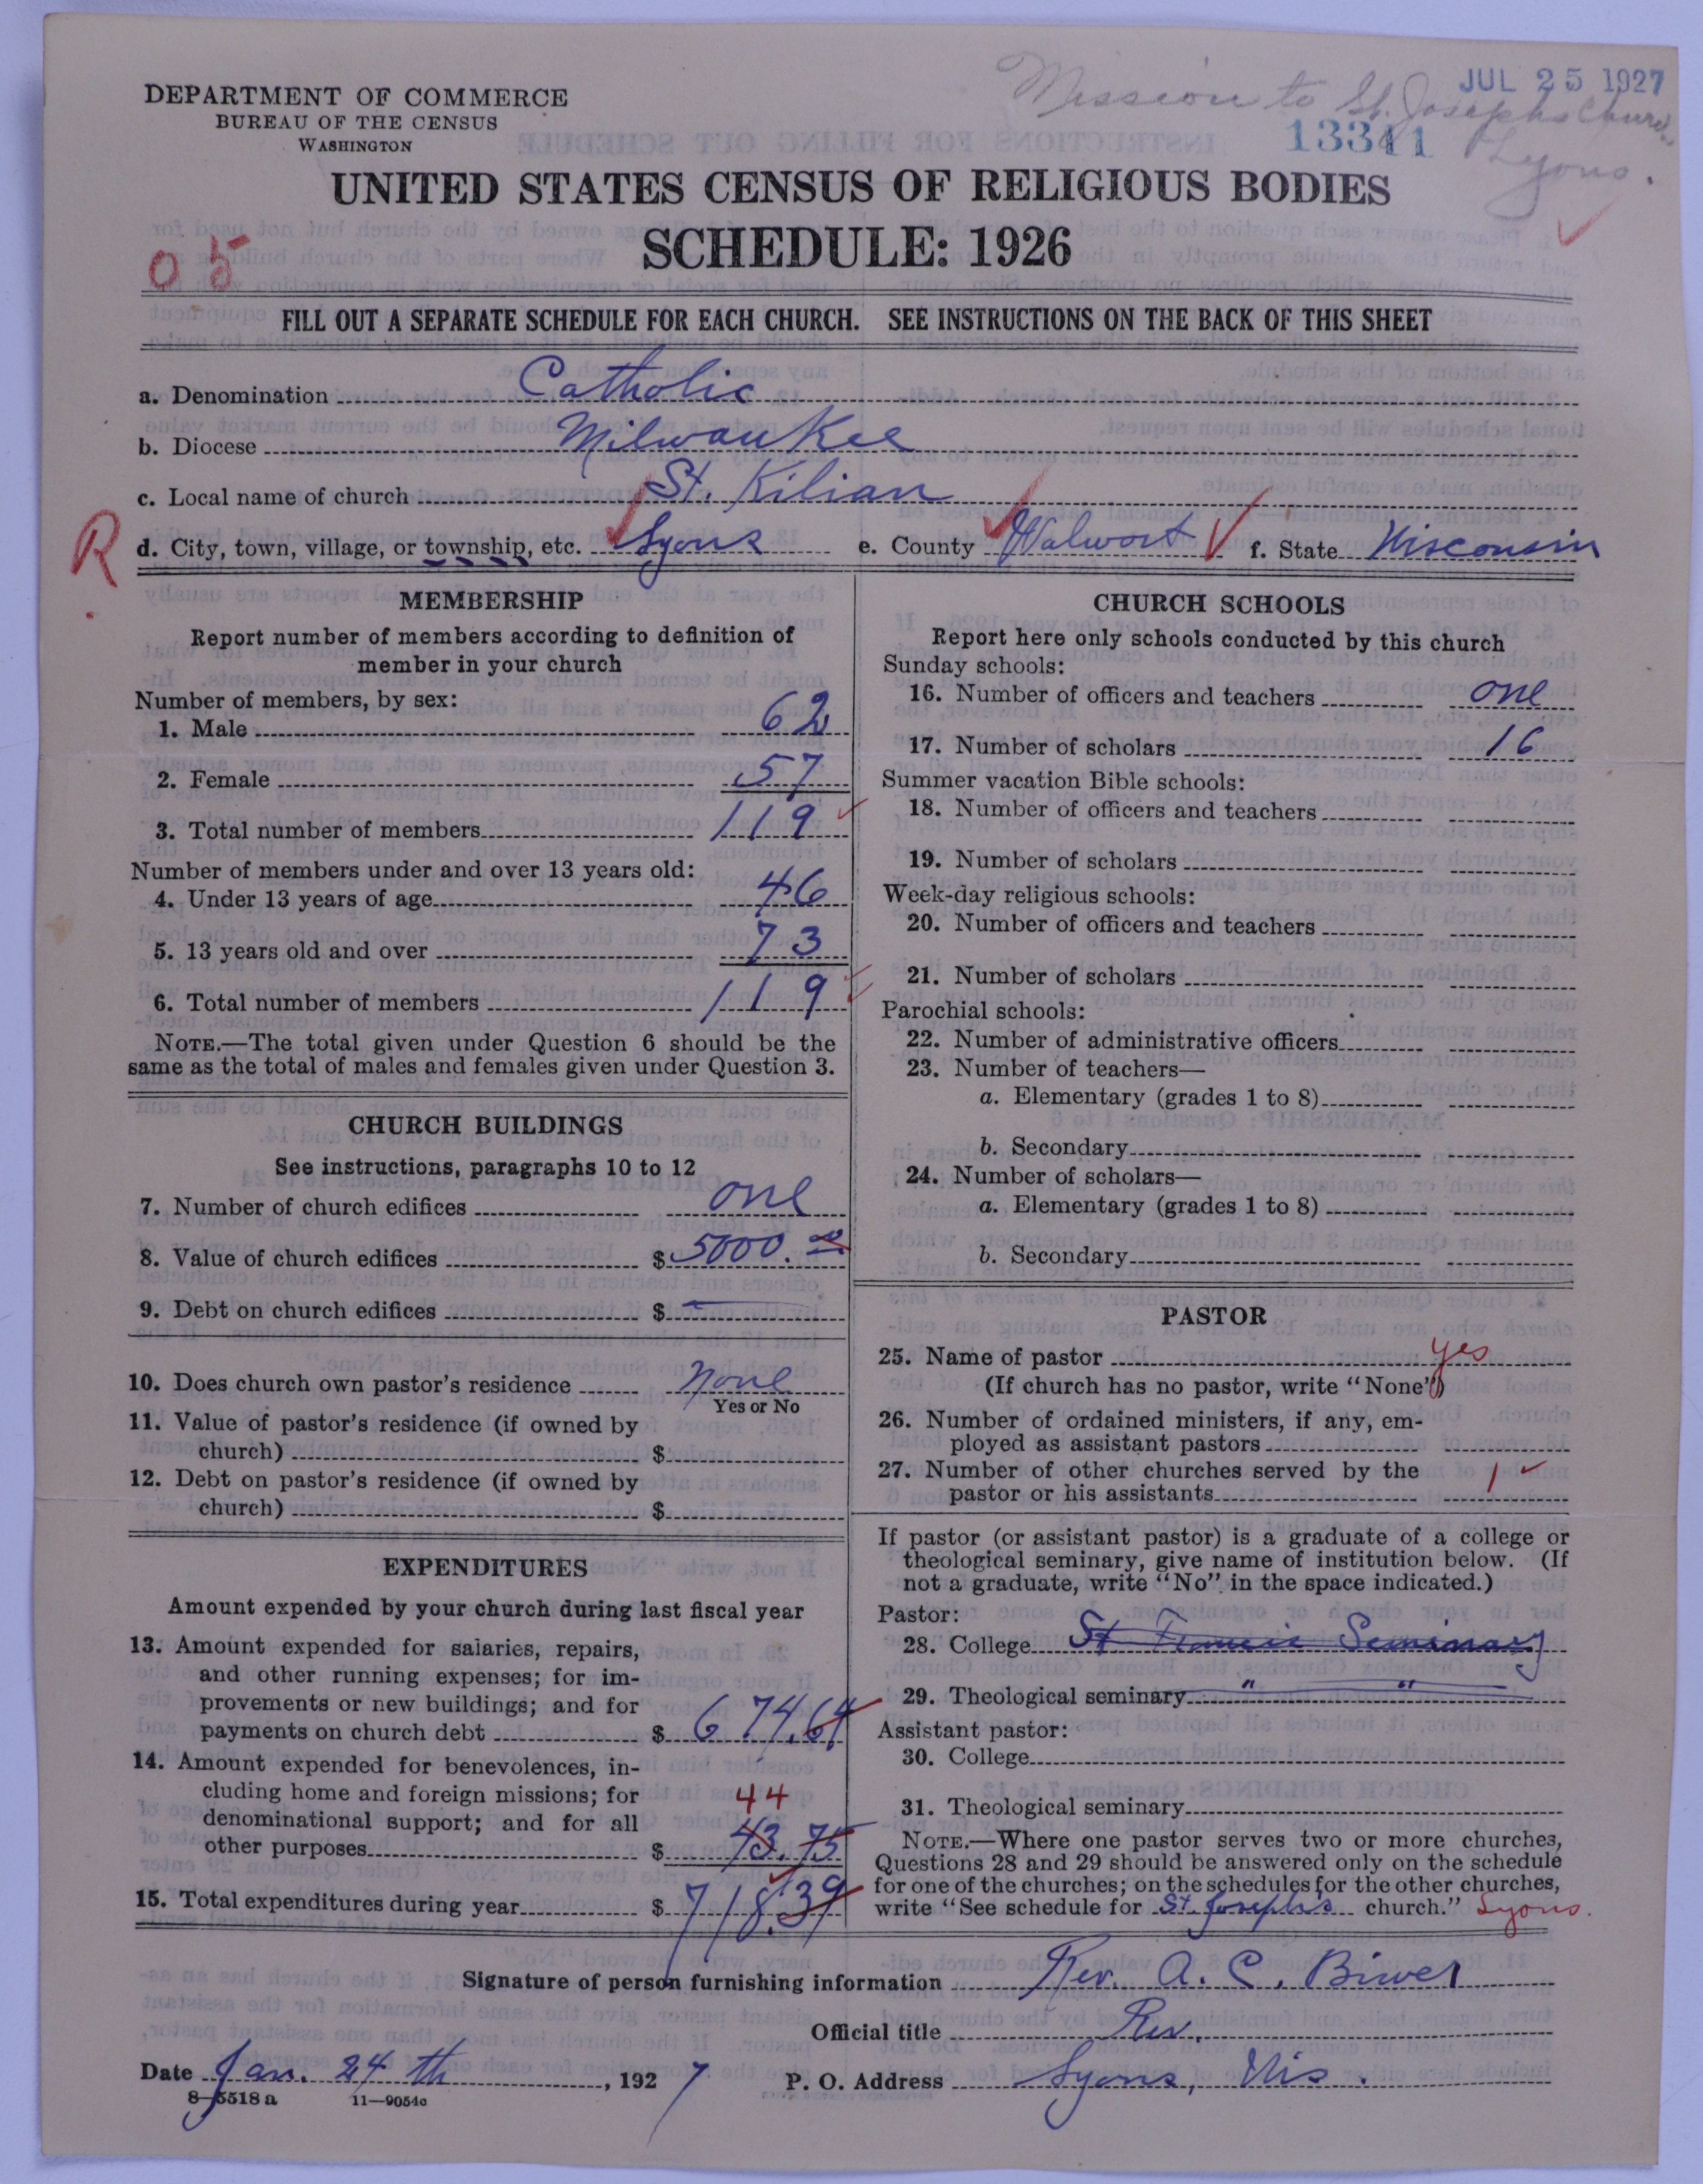 DEPARTMENT OF COMMERCE
BUREAU OF THE CENSUS
WASHINGTON
JUL 25 1927
Mission to St. Josephs Church
Lyons.
13341
UNITED STATES CENSUS OF RELIGIOUS BODIES
SCHEDULE: 1926
05
FILL OUT A SEPARATE SCHEDULE FOR EACH CHURCH. SEE INSTRUCTIONS ON THE BACK OF THIS SHEET
a. Denomination Catholic
b. Diocese Milwaukee
c. Local name of church St. Kilian
R
d. City, town, village, or township, etc. Lyons e. County Walwort f. State Wisconsin
MEMBERSHIP
Report number of members according to definition of
member in your church
Number of members, by sex:
1. Male 62
2. Female 57
3. Total number of members 119
Number of members under and over 13 years old:
4. Under 13 years of age 46
5. 13 years old and over 73
6. Total number of members 119
NOTE.—The total given under Question 6 should be the
same as the total of males and females given under Question 3.
CHURCH BUILDINGS
See instructions, paragraphs 10 to 12
7. Number of church edifices one
8. Value of church edifices $ 5000.00
9. Debt on church edifices $ —
10. Does church own pastor's residence None
Yes or No
11. Value of pastor's residence (if owned by
church) $
12. Debt on pastor's residence (if owned by
church) $
EXPENDITURES
Amount expended by your church during last fiscal year
13. Amount expended for salaries, repairs,
and other running expenses; for im-
provements or new buildings; and for
payments on church debt $ 674.64
14. Amount expended for benevolences, in-
cluding home and foreign missions; for
44
denominational support; and for all
other purposes $ 43.75
15. Total expenditures during year $ 718.39
CHURCH SCHOOLS
Report here only schools conducted by this church
Sunday schools:
16. Number of officers and teachers one
17. Number of scholars 16
Summer vacation Bible schools:
18. Number of officers and teachers
19. Number of scholars
Week-day religious schools:
20. Number of officers and teachers
21. Number of scholars
Parochial schools:
22. Number of administrative officers
23. Number of teachers—
a. Elementary (grades 1 to 8)
b. Secondary
24. Number of scholars—
a. Elementary (grades 1 to 8)
b. Secondary
PASTOR
25. Name of pastor yes
(If church has no pastor, write "None")
26. Number of ordained ministers, if any, em-
ployed as assistant pastors
27. Number of other churches served by the
pastor or his assistants 1
If pastor (or assistant pastor) is a graduate of a college or
theological seminary, give name of institution below. (If
not a graduate, write "No" in the space indicated.)
Pastor:
28. College St Francis Seminary
29. Theological seminary " "
Assistant pastor:
30. College
31. Theological seminary
NOTE.—Where one pastor serves two or more churches,
Questions 28 and 29 should be answered only on the schedule
for one of the churches; on the schedules for the other churches,
write "See schedule for St. Joseph's church." Lyons.
Signature of person furnishing information Rev. A. C. Biwer
Official title Rev.
Date Jan. 24 th, 1927 P. O. Address Lyons, Wis.
8—5518 a 11—9054c